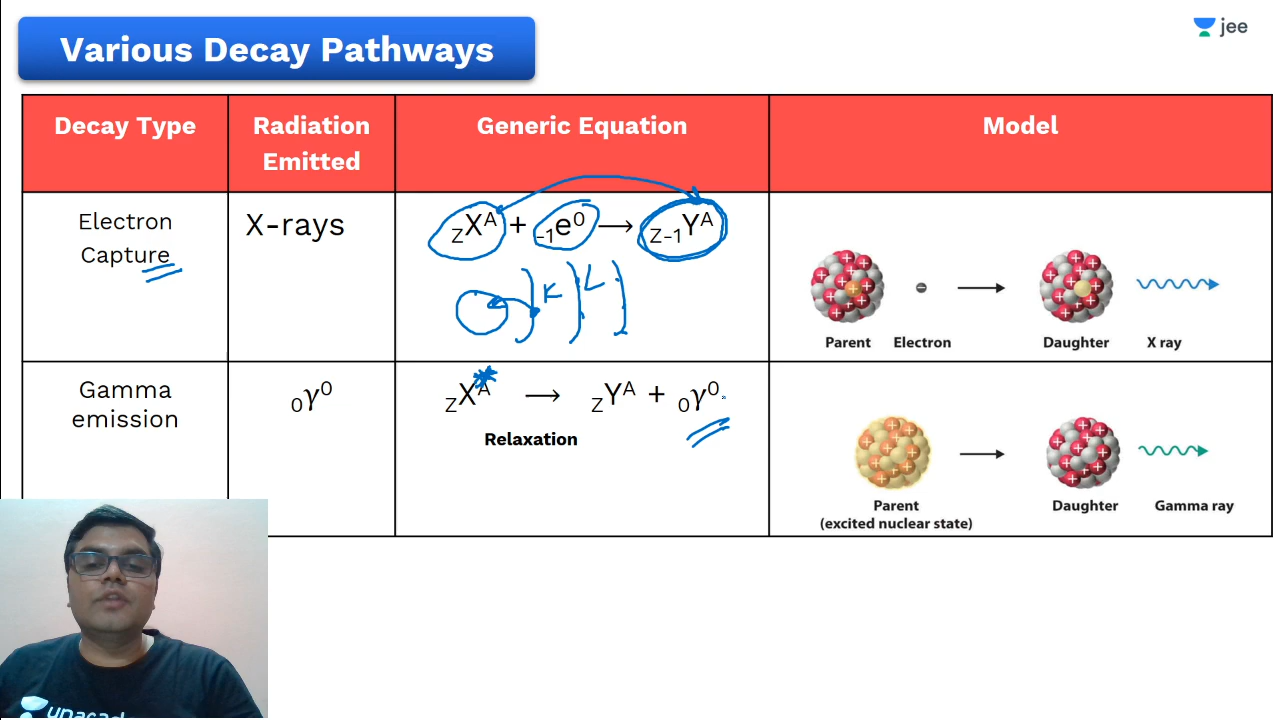 Various Decay Pathways
jee
Decay Type
Radiation
Emitted
Generic Equation
Model
Electron
Capture
X-rays
ZXᴬ + ₋₁e⁰ ⟶ Z-1Yᴬ
K L
Parent
Electron
Daughter
X ray
Gamma
emission
₀γ⁰
ZXᴬ* ⟶ ZYᴬ + ₀γ⁰
Relaxation
Parent
(excited nuclear state)
Daughter
Gamma ray